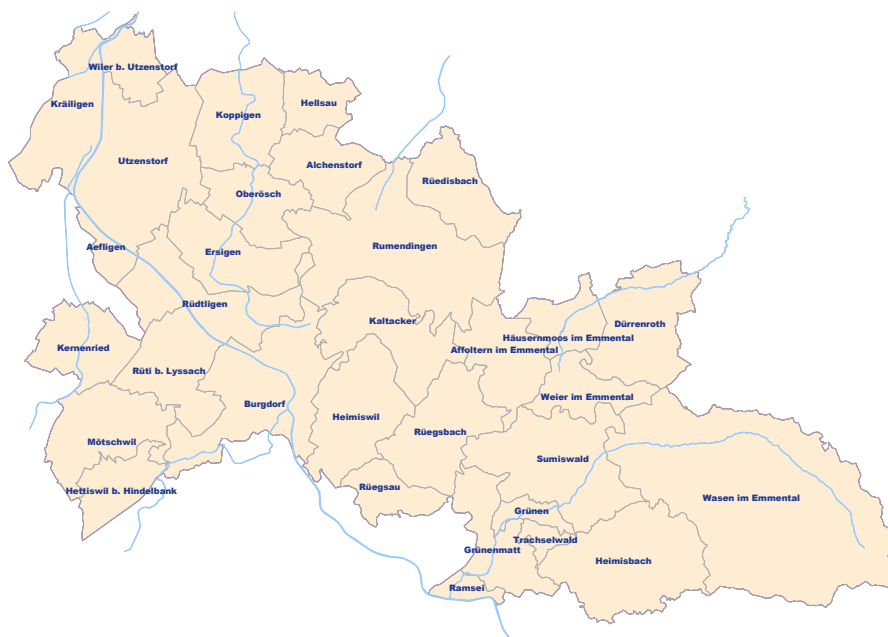 Wiler b. Utzenstorf
Kräiligen
Hellsau
Koppigen
Utzenstorf
Alchenstorf
Rüedisbach
Oberösch
Aefligen
Ersigen
Rumendingen
Rüdtligen
Kaltacker
Dürrenroth
Häusernmoos im Emmental
Kernenried
Affoltern im Emmental
Rüti b. Lyssach
Weier im Emmental
Burgdorf
Heimiswil
Rüegsbach
Mötschwil
Sumiswald
Rüegsau
Hettiswil b. Hindelbank
Wasen im Emmental
Grünen
Trachselwald
Grünenmatt
Heimisbach
Ramsei